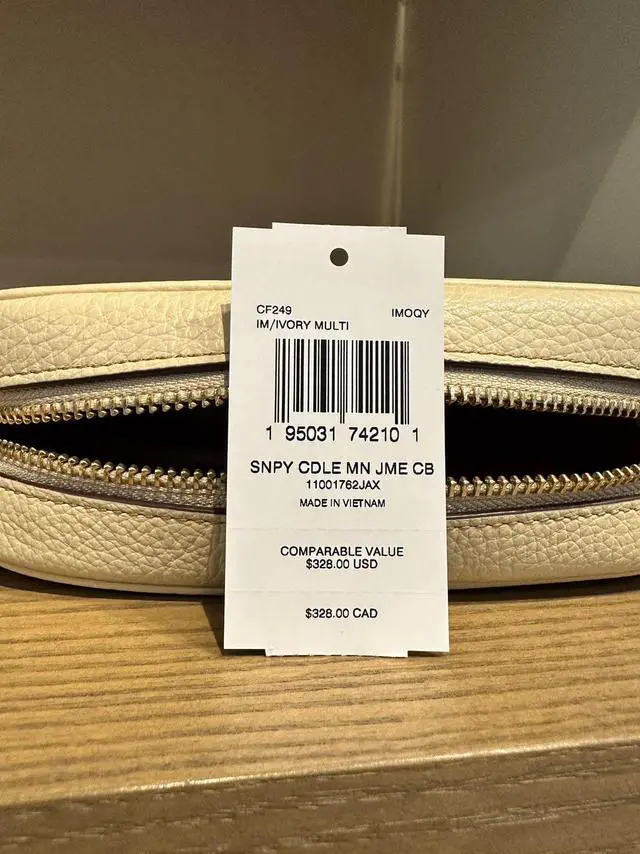 CF249 IMOQY
IM/IVORY MULTI
1 95031 74210 1
SNPY CDLE MN JME CB
11001762JAX
MADE IN VIETNAM
COMPARABLE VALUE
$328.00 USD
$328.00 CAD